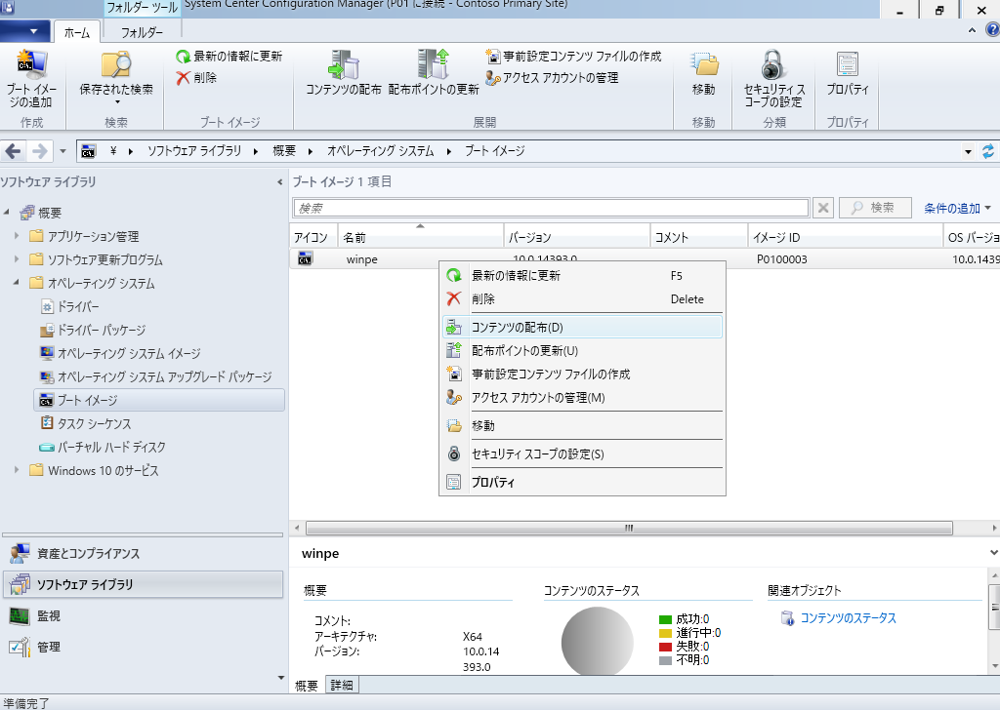 フォルダー ツール
System Center Configuration Manager (P01 に接続 - Contoso Primary Site)
ホーム
フォルダー
ブート イメー
ジの追加
作成
保存された検索
検索
最新の情報に更新
削除
ブート イメージ
コンテンツの配布
配布ポイントの更新
事前設定コンテンツ ファイルの作成
アクセス アカウントの管理
展開
移動
移動
セキュリティ ス
コープの設定
分類
プロパティ
プロパティ
¥ ソフトウェア ライブラリ 概要 オペレーティング システム ブート イメージ
ソフトウェア ライブラリ
概要
アプリケーション管理
ソフトウェア更新プログラム
オペレーティング システム
ドライバー
ドライバー パッケージ
オペレーティング システム イメージ
オペレーティング システム アップグレード パッケージ
ブート イメージ
タスク シーケンス
バーチャル ハード ディスク
Windows 10 のサービス
資産とコンプライアンス
ソフトウェア ライブラリ
監視
管理
ブート イメージ 1 項目
検索
検索
条件の追加
アイコン 名前 バージョン コメント イメージ ID OS バージョ
winpe 10.0.14393.0 P0100003 10.0.1439
最新の情報に更新 F5
削除 Delete
コンテンツの配布(D)
配布ポイントの更新(U)
事前設定コンテンツ ファイルの作成
アクセス アカウントの管理(M)
移動
セキュリティ スコープの設定(S)
プロパティ
winpe
概要
コメント:
アーキテクチャ: X64
バージョン: 10.0.14
393.0
コンテンツのステータス
成功:0
進行中:0
失敗:0
不明:0
関連オブジェクト
コンテンツのステータス
概要 詳細
準備完了